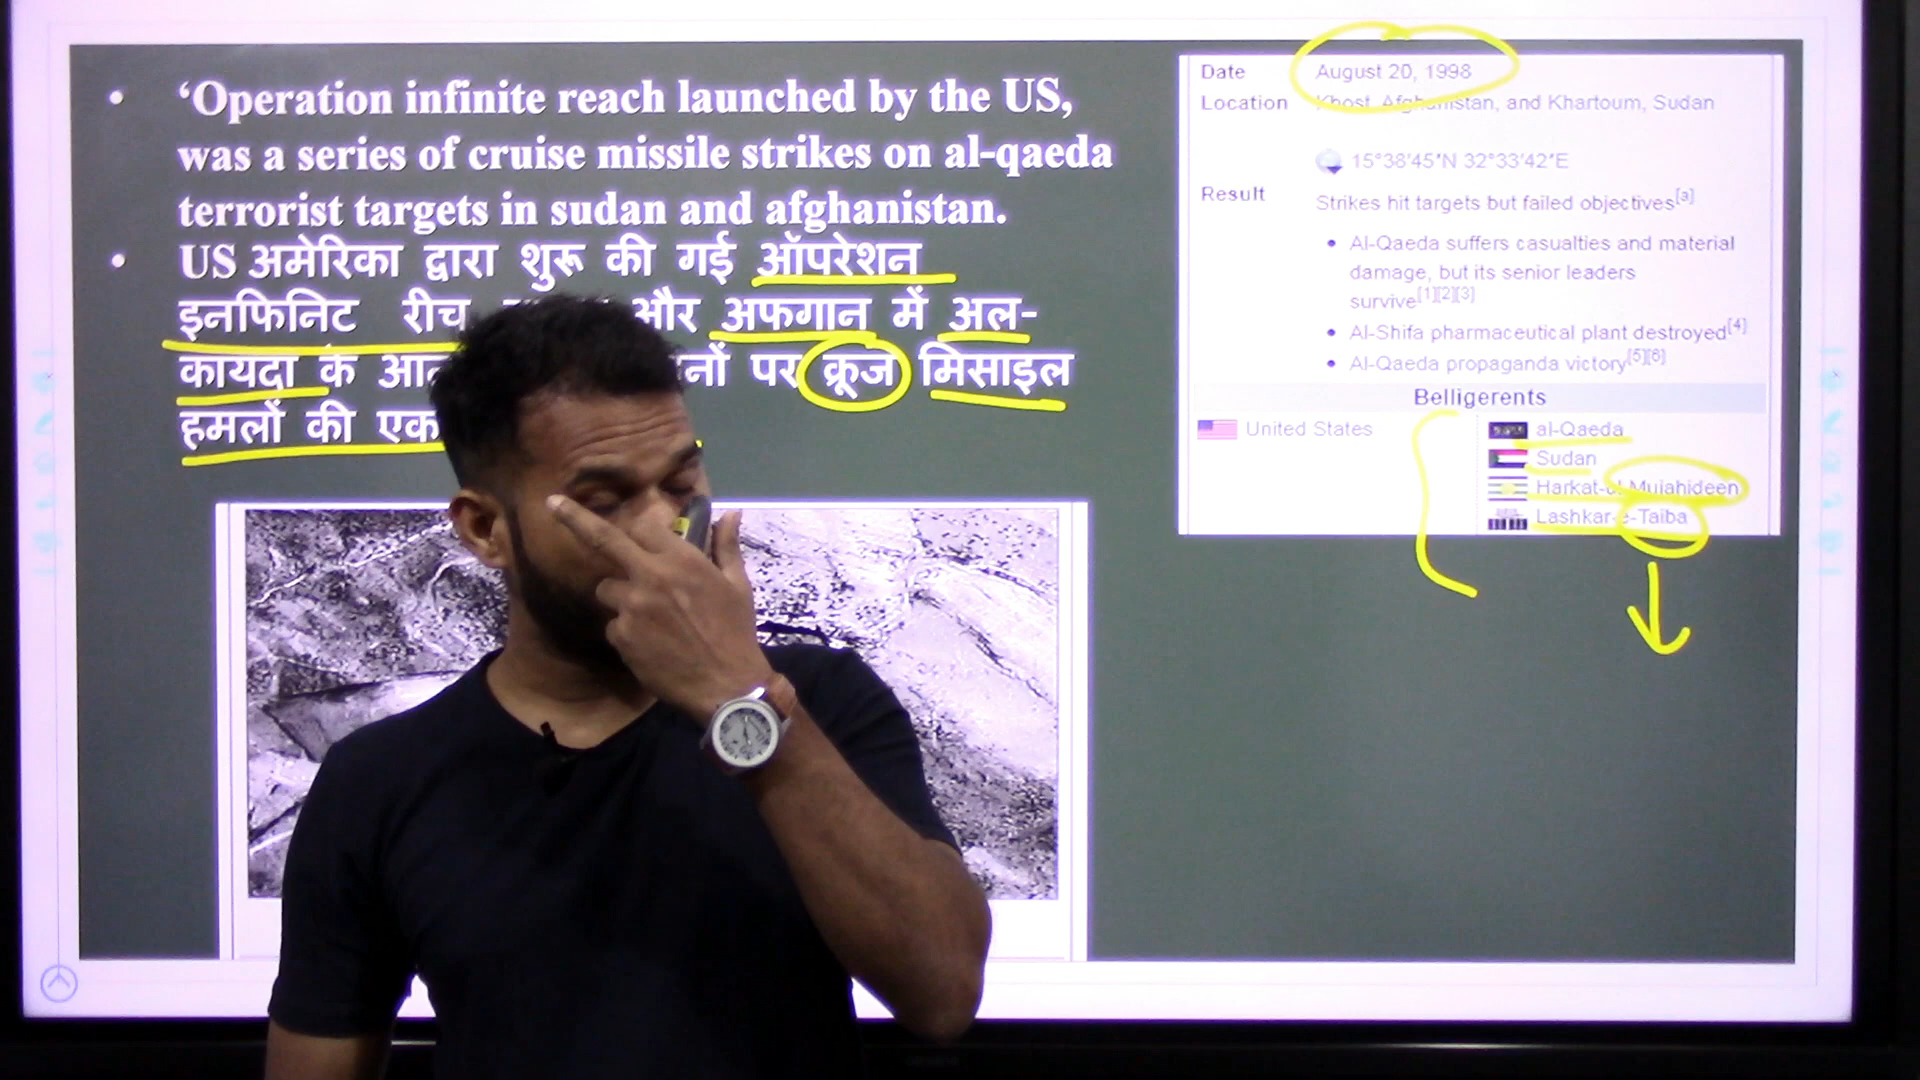 ‘Operation infinite reach launched by the US,
was a series of cruise missile strikes on al-qaeda
terrorist targets in sudan and afghanistan.
US अमेरिका द्वारा शुरू की गई ऑपरेशन
इनफिनिट रीच और अफगान में अल-
कायदा के पर क्रूज मिसाइल
हमलों की एक
Date August 20, 1998
Location Khost, Afghanistan, and Khartoum, Sudan
15°38′45″N 32°33′42″E
Result Strikes hit targets but failed objectives[a]
Al-Qaeda suffers casualties and material
damage, but its senior leaders
survive[1][2][3]
Al-Shifa pharmaceutical plant destroyed[4]
Al-Qaeda propaganda victory[5][6]
Belligerents
United States al-Qaeda
Sudan
Harkat-ul-Mujahideen
Lashkar-e-Taiba